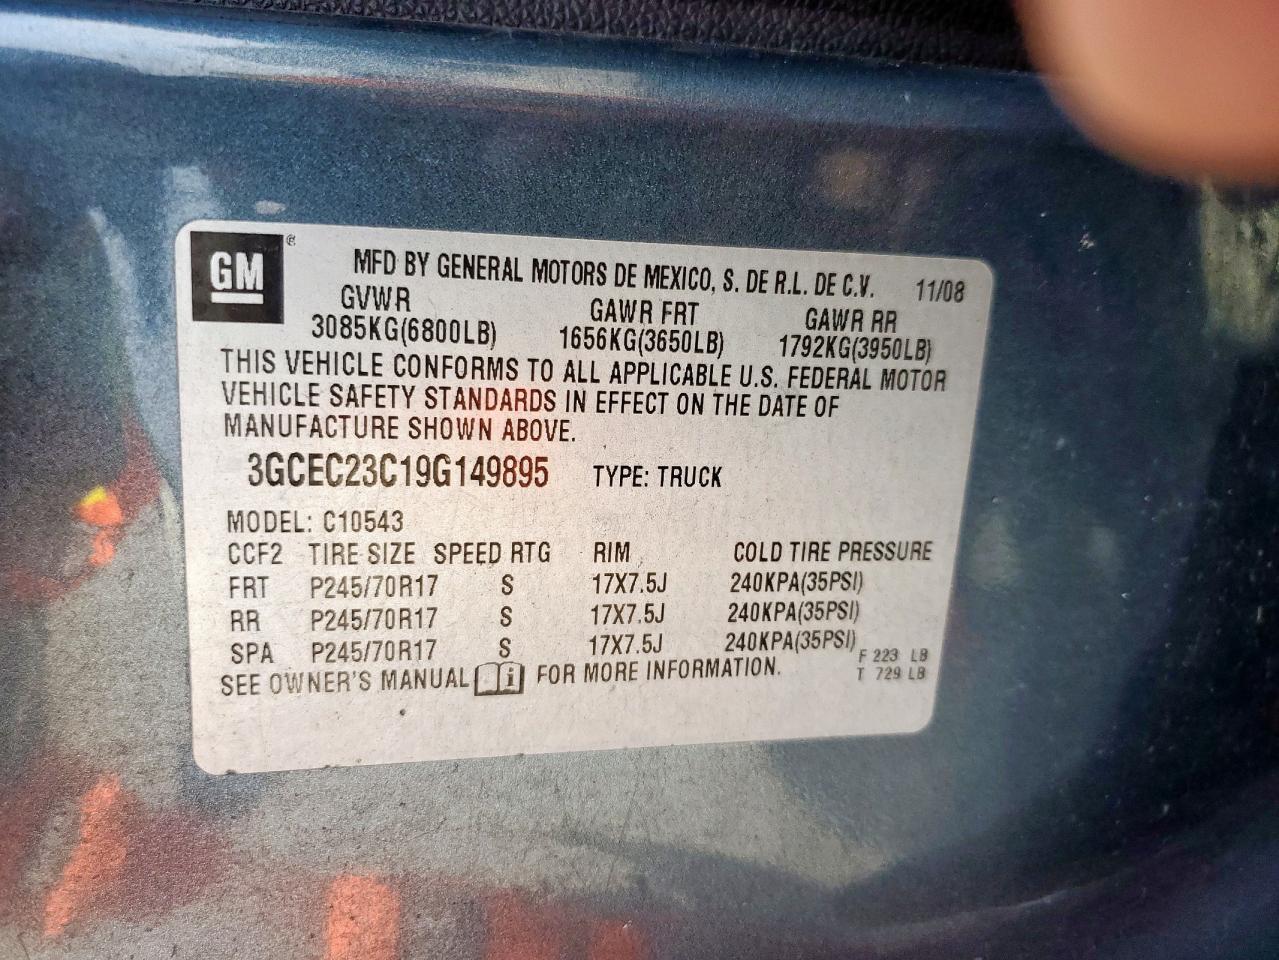 GM ®
MFD BY GENERAL MOTORS DE MEXICO, S. DE R.L. DE C.V. 11/08
GVWR GAWR FRT GAWR RR
3085KG(6800LB) 1656KG(3650LB) 1792KG(3950LB)
THIS VEHICLE CONFORMS TO ALL APPLICABLE U.S. FEDERAL MOTOR
VEHICLE SAFETY STANDARDS IN EFFECT ON THE DATE OF
MANUFACTURE SHOWN ABOVE.
3GCEC23C19G149895 TYPE: TRUCK
MODEL: C10543
CCF2 TIRE SIZE SPEED RTG RIM COLD TIRE PRESSURE
FRT P245/70R17 S 17X7.5J 240KPA(35PSI)
RR P245/70R17 S 17X7.5J 240KPA(35PSI)
SPA P245/70R17 S 17X7.5J 240KPA(35PSI)
F 223 LB
SEE OWNER'S MANUAL i FOR MORE INFORMATION. T 729 LB